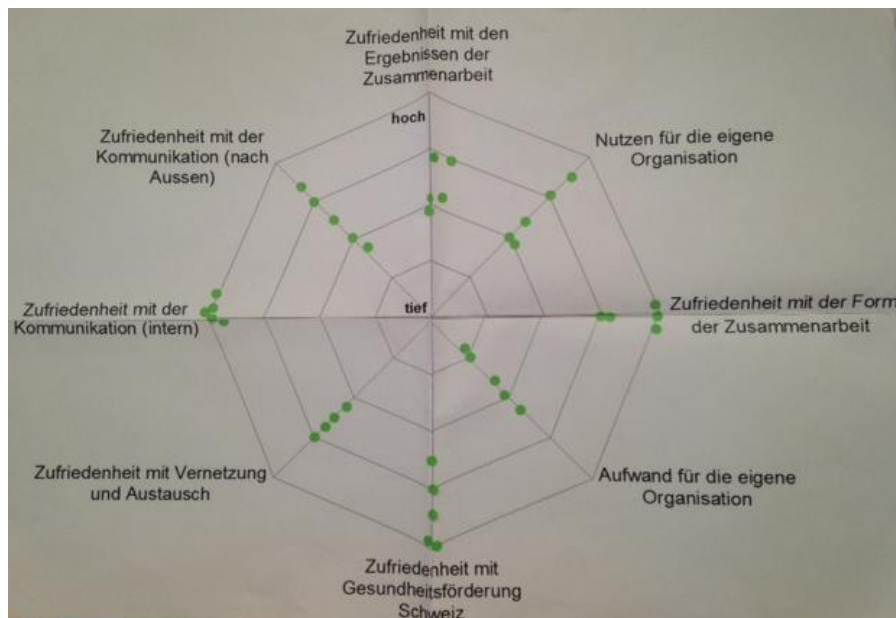 Zufriedenheit mit den
Ergebnissen der
Zusammenarbeit
hoch
Zufriedenheit mit der
Kommunikation (nach
Aussen)
Nutzen für die eigene
Organisation
Zufriedenheit mit der
Kommunikation (intern)
tief
Zufriedenheit mit der Form
der Zusammenarbeit
Zufriedenheit mit Vernetzung
und Austausch
Aufwand für die eigene
Organisation
Zufriedenheit mit
Gesundheitsförderung
Schweiz